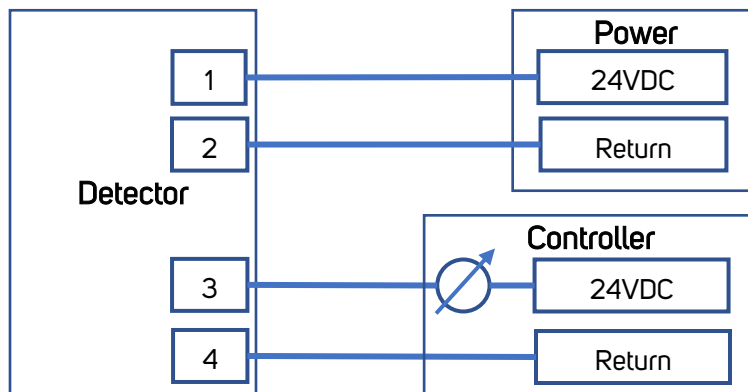 Detector
1
2
3
4
Power
24VDC
Return
Controller
24VDC
Return